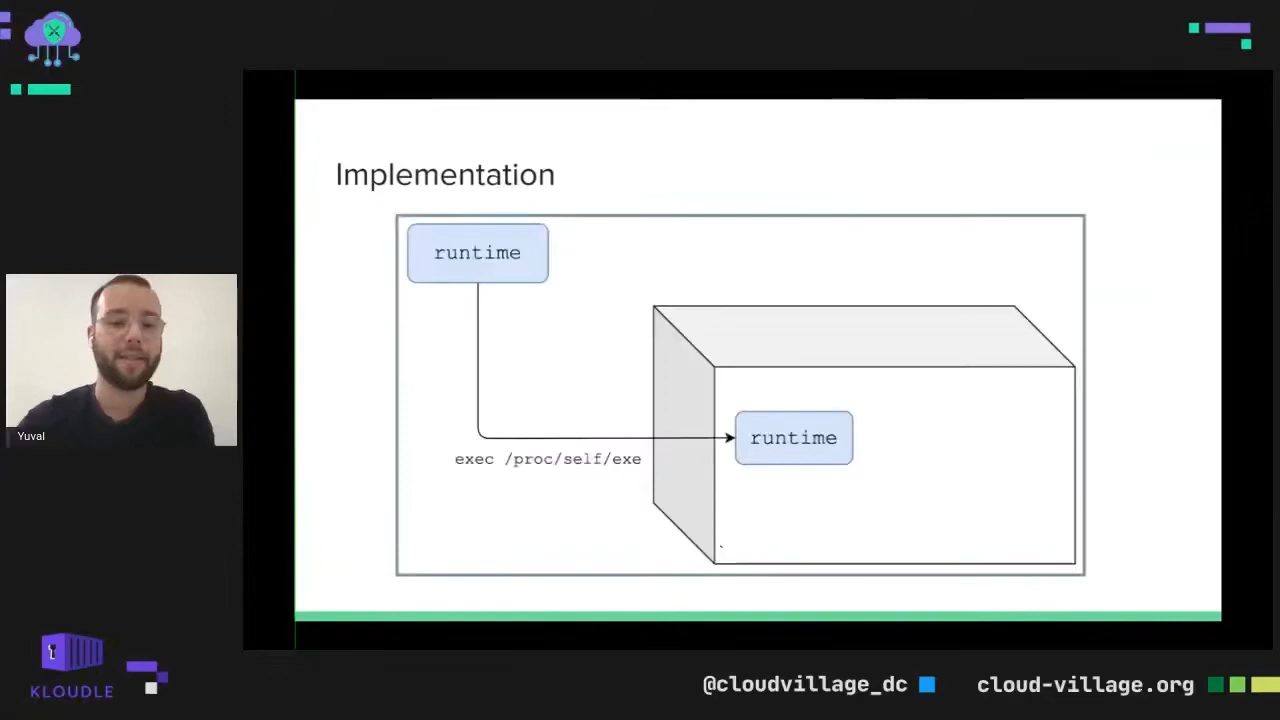 Implementation
runtime
runtime
exec /proc/self/exe
Yuval
KLOUDLE
@cloudvillage_dc
cloud-village.org